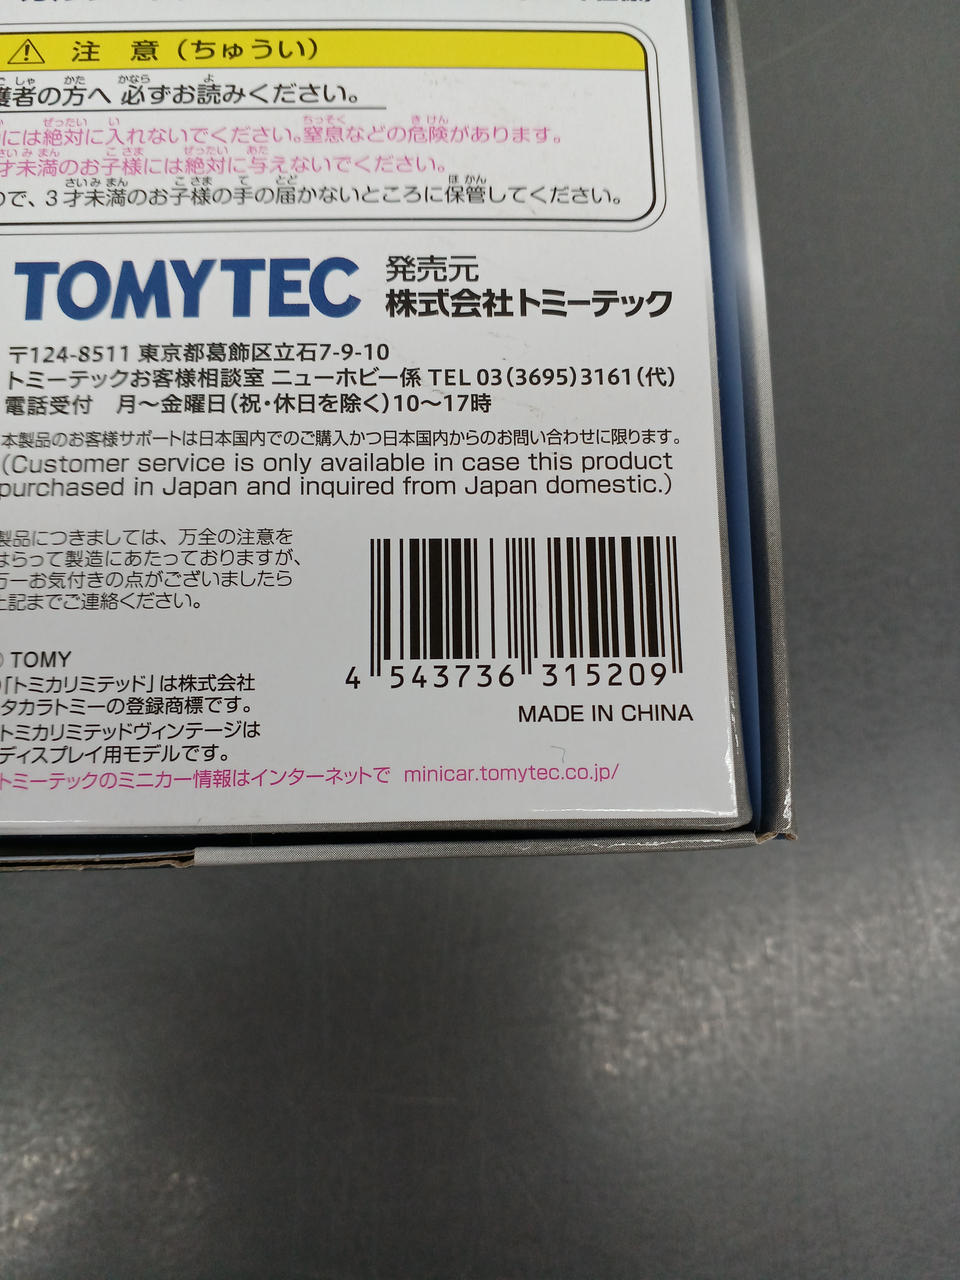 注 意（ちゅうい）
護者の方へ 必ずお読みください。
には絶対に入れないでください。窒息などの危険があります。
才未満のお子様には絶対に与えないでください。
ので、3才未満のお子様の手の届かないところに保管してください。
TOMYTEC 発売元
株式会社トミーテック
〒124-8511 東京都葛飾区立石7-9-10
トミーテックお客様相談室 ニューホビー係 TEL 03(3695)3161(代)
電話受付　月〜金曜日(祝・休日を除く)10〜17時
本製品のお客様サポートは日本国内でのご購入かつ日本国内からのお問い合わせに限ります。
(Customer service is only available in case this product
purchased in Japan and inquired from Japan domestic.)
製品につきましては、万全の注意を
はらって製造にあたっておりますが、
万一お気付きの点がございましたら
上記までご連絡ください。
© TOMY
「トミカリミテッド」は株式会社
タカラトミーの登録商標です。
トミカリミテッドヴィンテージは
ディスプレイ用モデルです。
トミーテックのミニカー情報はインターネットで minicar.tomytec.co.jp/
4 543736 315209
MADE IN CHINA